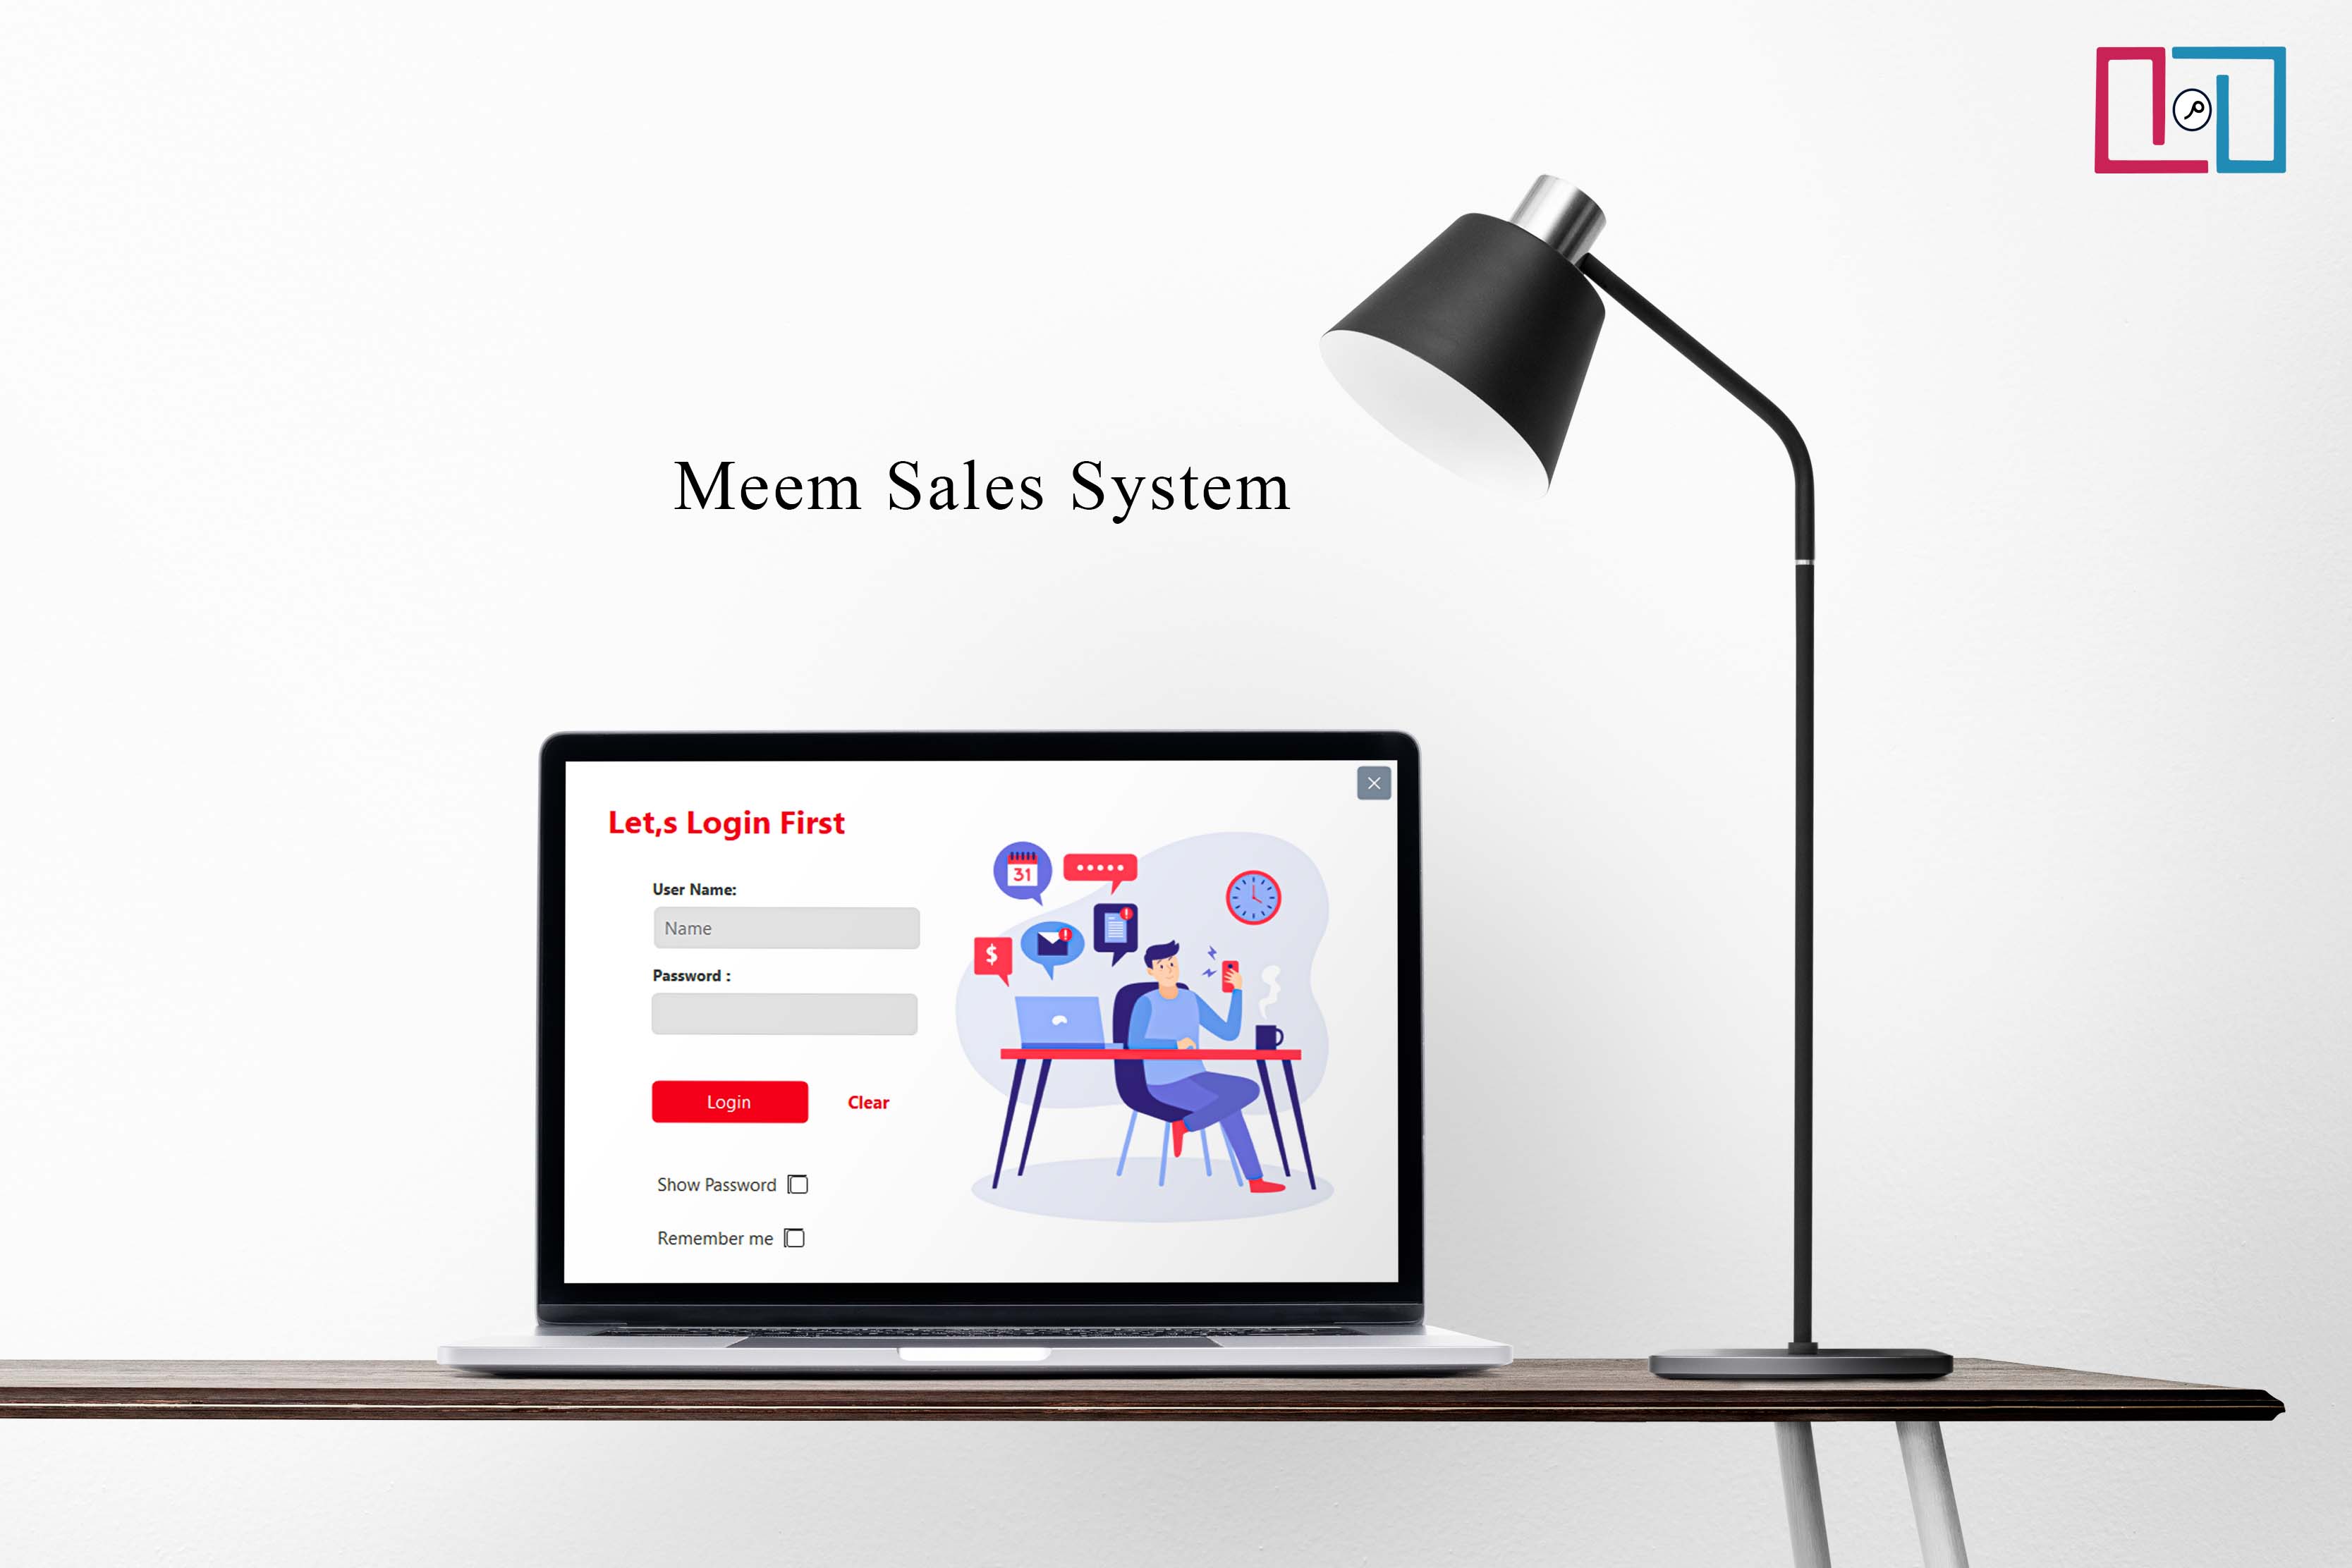 م
Meem Sales System
Let,s Login First
User Name:
Name
Password :
Login
Clear
Show Password
Remember me
31
$